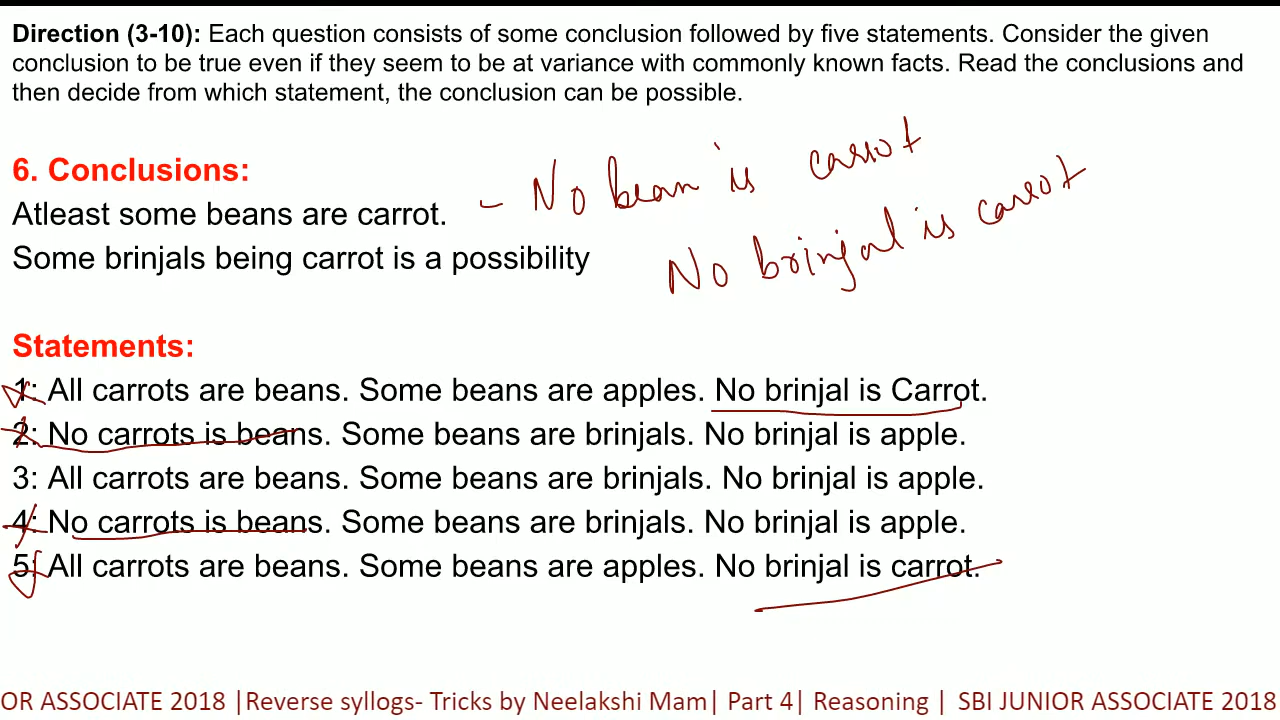 Direction (3-10): Each question consists of some conclusion followed by five statements. Consider the given
conclusion to be true even if they seem to be at variance with commonly known facts. Read the conclusions and
then decide from which statement, the conclusion can be possible.
6. Conclusions:
Atleast some beans are carrot.
- No bean is carrot
Some brinjals being carrot is a possibility
No brinjal is carrot
Statements:
1: All carrots are beans. Some beans are apples. No brinjal is Carrot.
2: No carrots is beans. Some beans are brinjals. No brinjal is apple.
3: All carrots are beans. Some beans are brinjals. No brinjal is apple.
4: No carrots is beans. Some beans are brinjals. No brinjal is apple.
5: All carrots are beans. Some beans are apples. No brinjal is carrot.
OR ASSOCIATE 2018 |Reverse syllogs- Tricks by Neelakshi Mam| Part 4| Reasoning | SBI JUNIOR ASSOCIATE 2018